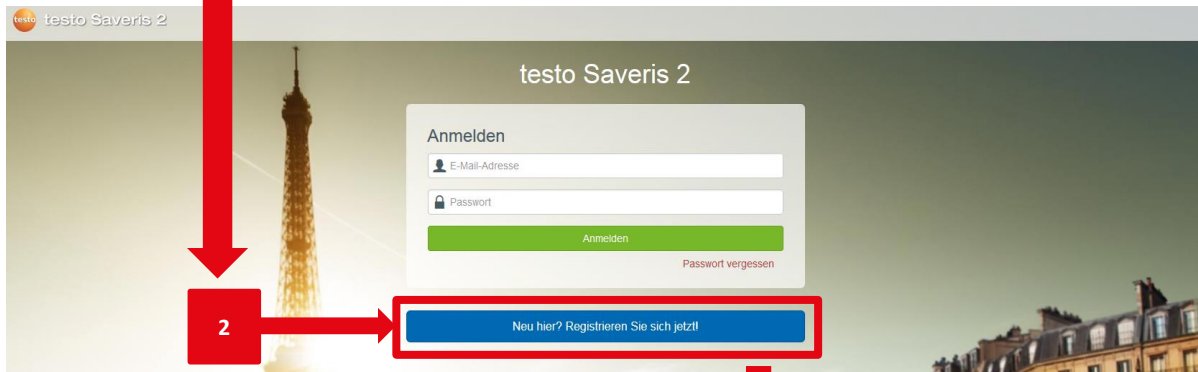 testo testo Saveris 2
testo Saveris 2
Anmelden
E-Mail-Adresse
Passwort
Anmelden
Passwort vergessen
2
Neu hier? Registrieren Sie sich jetzt!